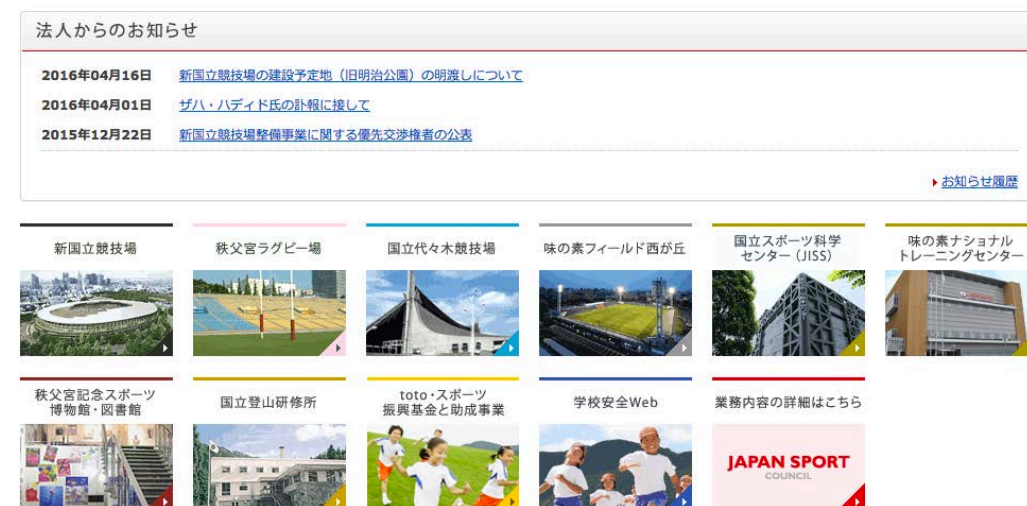 法人からのお知らせ
2016年04月16日 新国立競技場の建設予定地（旧明治公園）の明渡しについて
2016年04月01日 ザハ・ハディド氏の訃報に接して
2015年12月22日 新国立競技場整備事業に関する優先交渉権者の公表
お知らせ履歴
新国立競技場
秩父宮ラグビー場
国立代々木競技場
味の素フィールド西が丘
国立スポーツ科学
センター（JISS）
味の素ナショナル
トレーニングセンター
秩父宮記念スポーツ
博物館・図書館
国立登山研修所
toto・スポーツ
振興基金と助成事業
学校安全Web
業務内容の詳細はこちら
JAPAN SPORT
COUNCIL